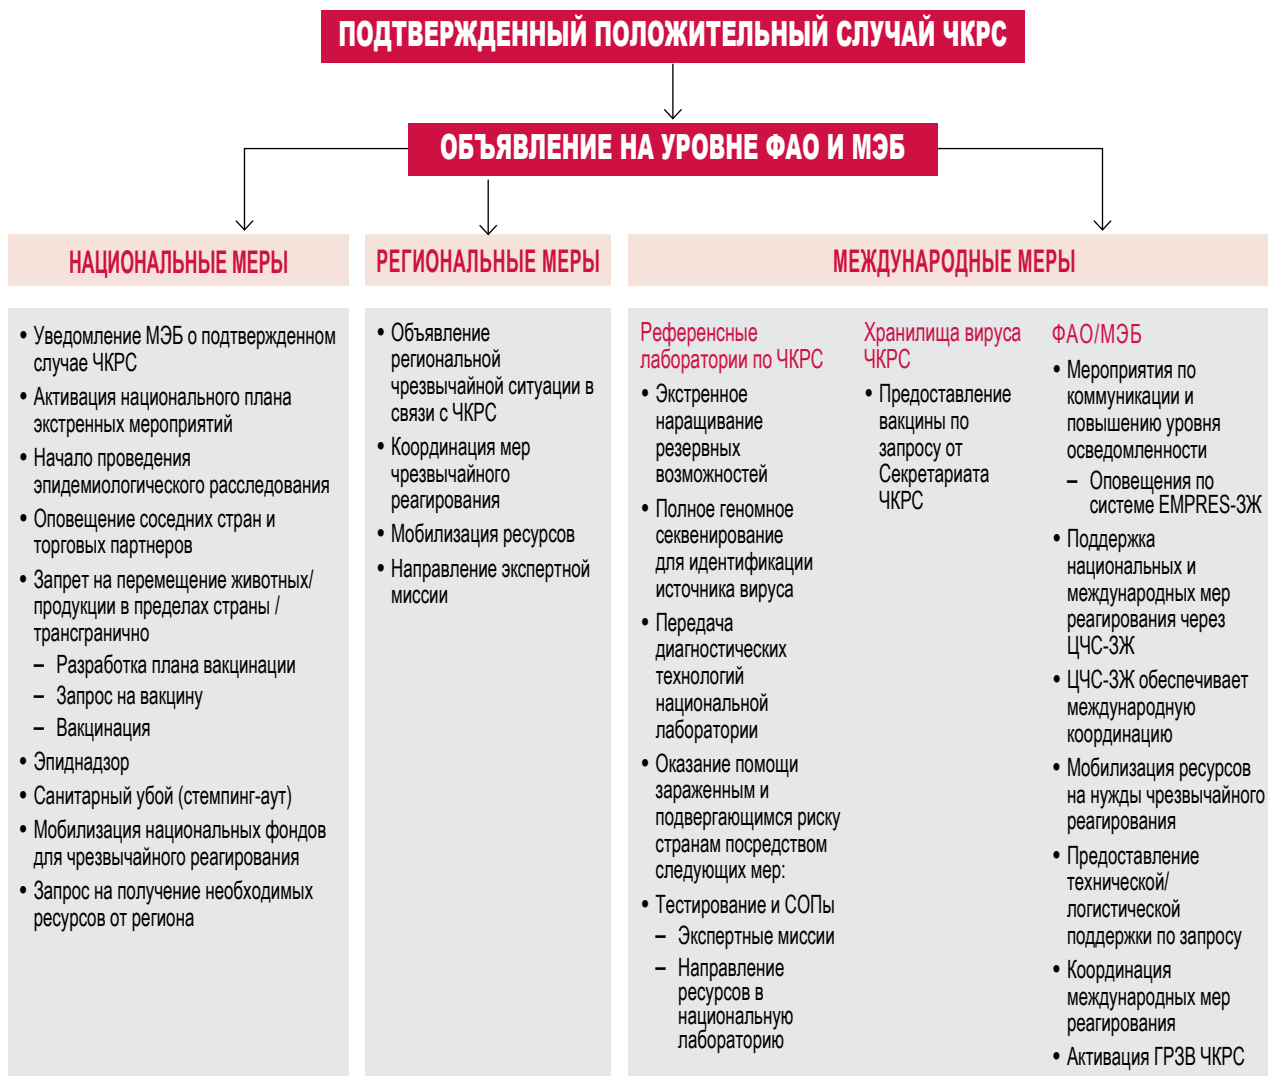 ПОДТВЕРЖДЕННЫЙ ПОЛОЖИТЕЛЬНЫЙ СЛУЧАЙ ЧКРС
ОБЪЯВЛЕНИЕ НА УРОВНЕ ФАО И МЭБ
НАЦИОНАЛЬНЫЕ МЕРЫ
• Уведомление МЭБ о подтвержденном
случае ЧКРС
• Активация национального плана
экстренных мероприятий
• Начало проведения
эпидемиологического расследования
• Оповещение соседних стран и
торговых партнеров
• Запрет на перемещение животных/
продукции в пределах страны /
трансгранично
– Разработка плана вакцинации
– Запрос на вакцину
– Вакцинация
• Эпиднадзор
• Санитарный убой (стемпинг-аут)
• Мобилизация национальных фондов
для чрезвычайного реагирования
• Запрос на получение необходимых
ресурсов от региона
РЕГИОНАЛЬНЫЕ МЕРЫ
• Объявление
региональной
чрезвычайной ситуации в
связи с ЧКРС
• Координация мер
чрезвычайного
реагирования
• Мобилизация ресурсов
• Направление экспертной
миссии
МЕЖДУНАРОДНЫЕ МЕРЫ
Референсные
лаборатории по ЧКРС
• Экстренное
наращивание
резервных
возможностей
• Полное геномное
секвенирование
для идентификации
источника вируса
• Передача
диагностических
технологий
национальной
лаборатории
• Оказание помощи
зараженным и
подвергающимся риску
странам посредством
следующих мер:
• Тестирование и СОПы
– Экспертные миссии
– Направление
ресурсов в
национальную
лабораторию
Хранилища вируса
ЧКРС
• Предоставление
вакцины по
запросу от
Секретариата
ЧКРС
ФАО/МЭБ
• Мероприятия по
коммуникации и
повышению уровня
осведомленности
– Оповещения по
системе EMPRES-ЗЖ
• Поддержка
национальных и
международных мер
реагирования через
ЦЧС-ЗЖ
• ЦЧС-ЗЖ обеспечивает
международную
координацию
• Мобилизация ресурсов
на нужды чрезвычайного
реагирования
• Предоставление
технической/
логистической
поддержки по запросу
• Координация
международных мер
реагирования
• Активация ГРЗВ ЧКРС